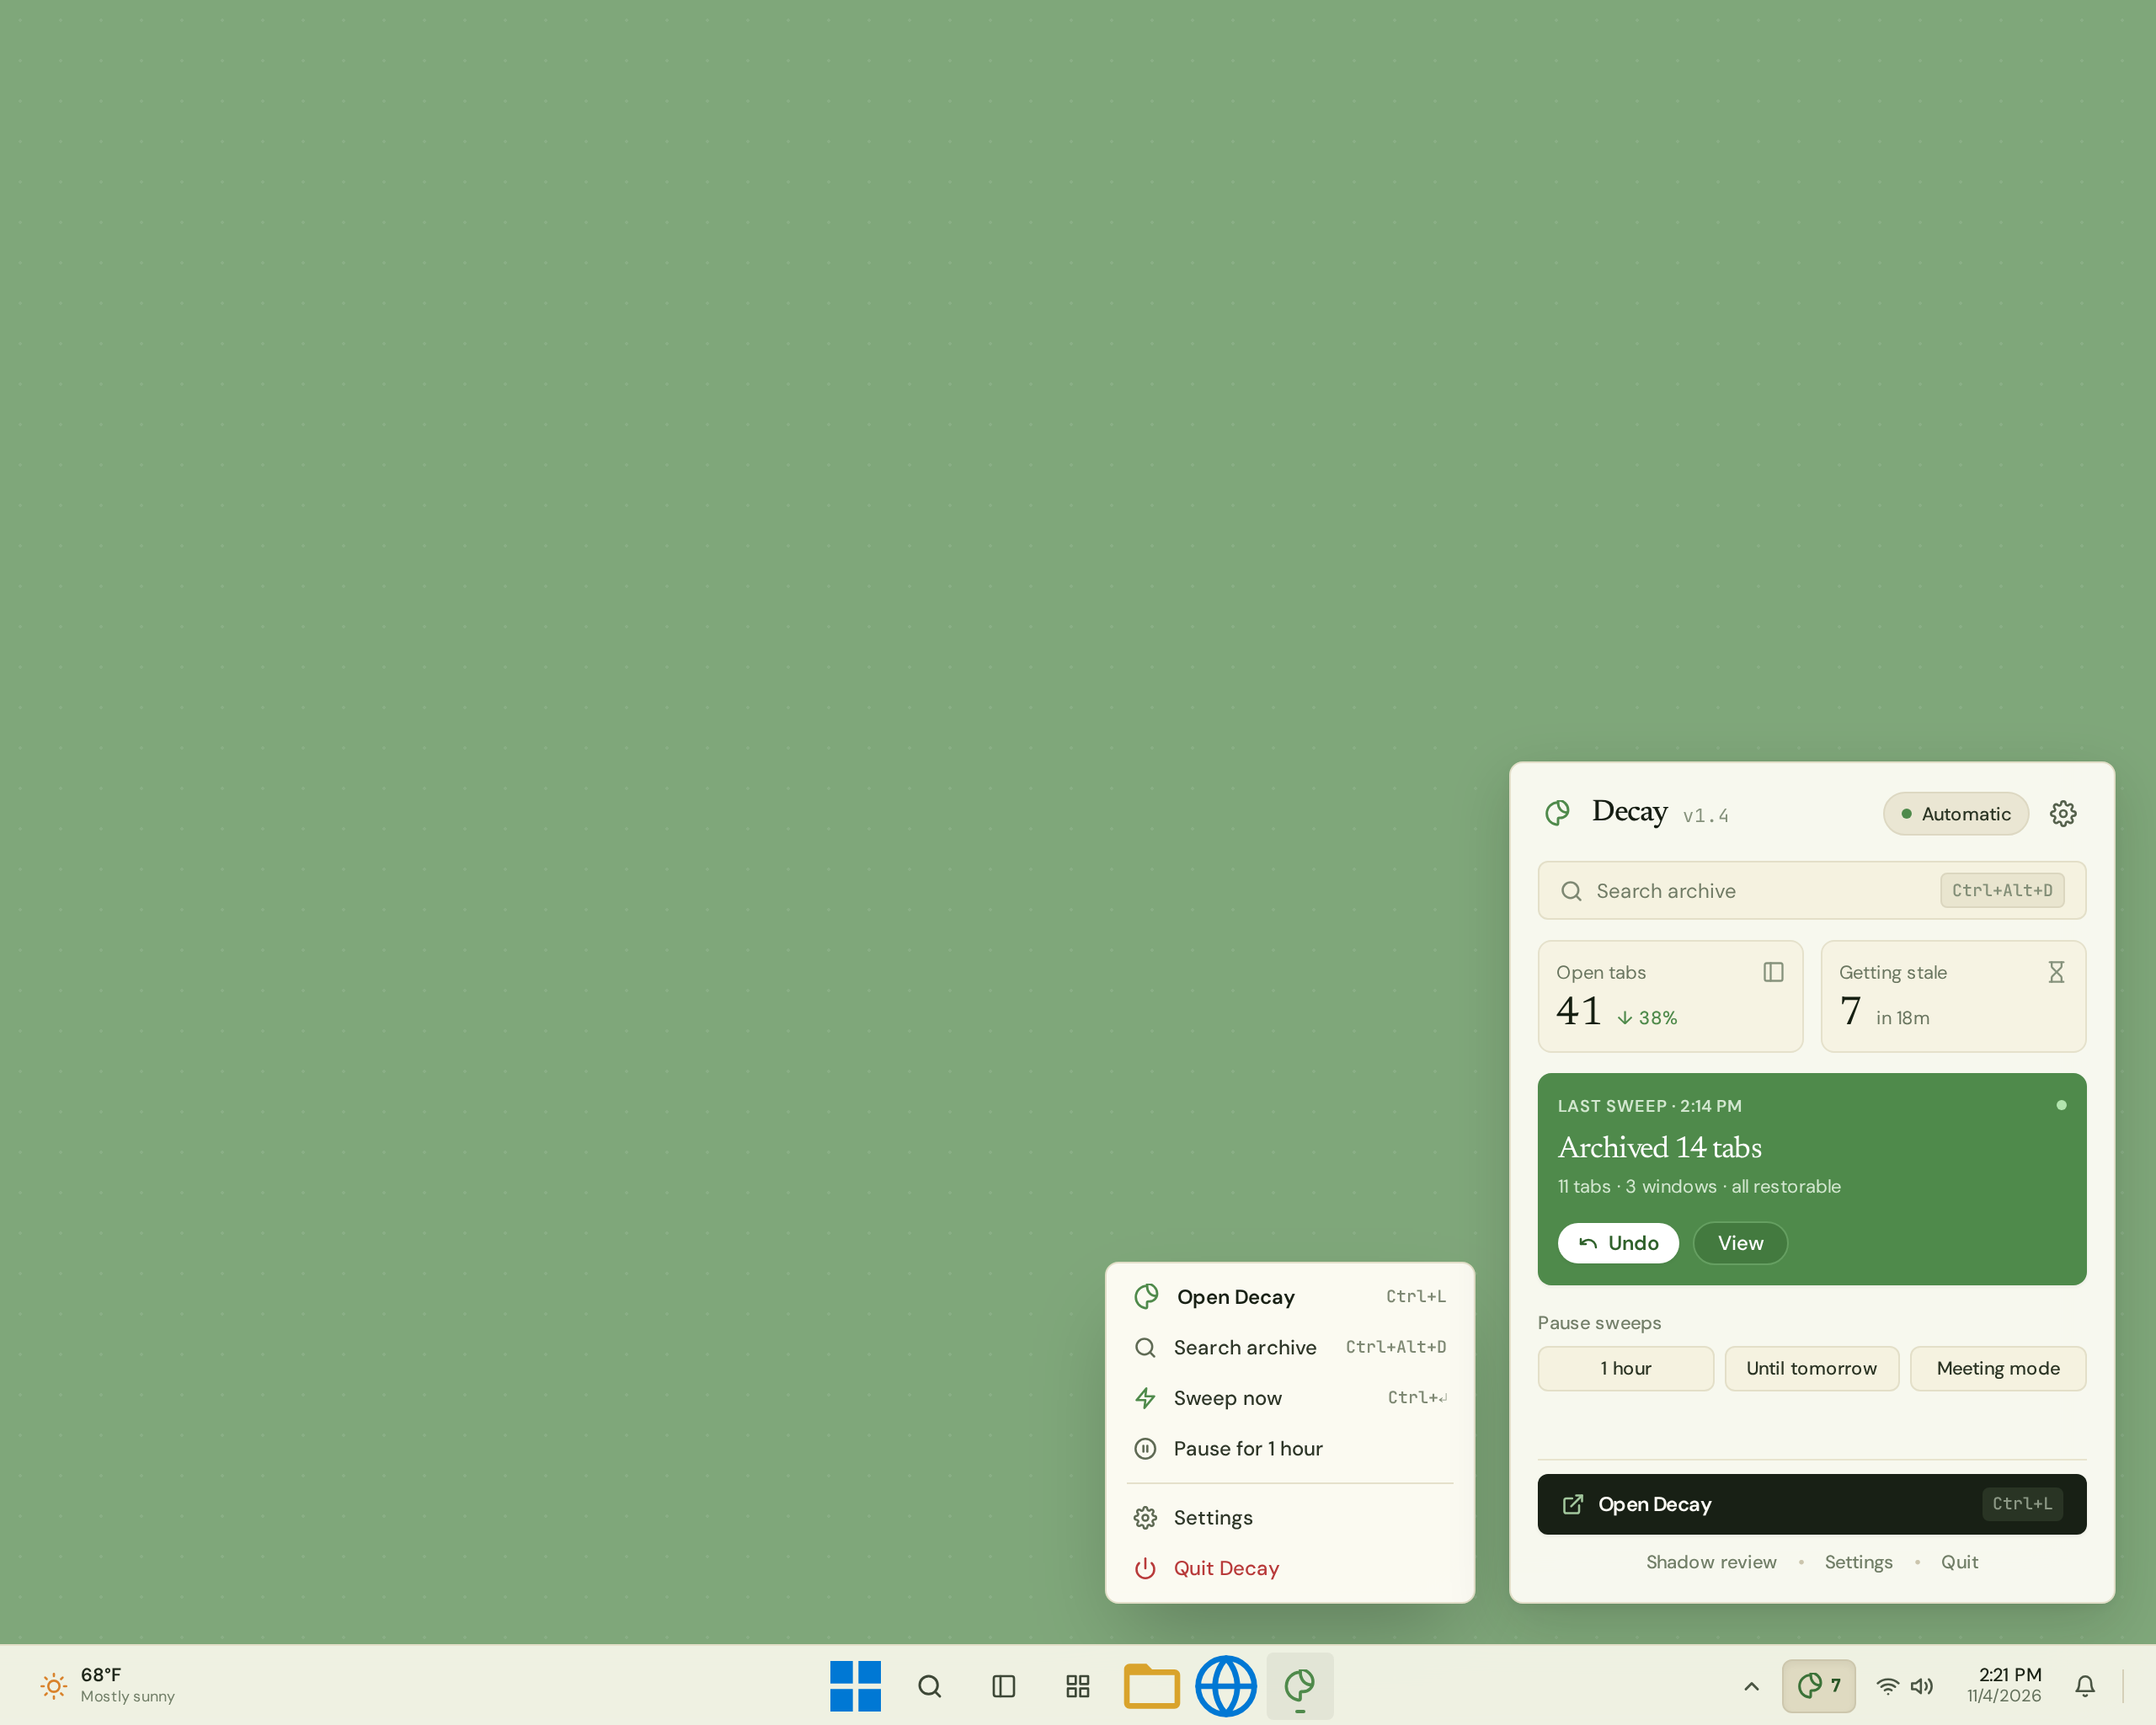 Decay v1.4
Automatic
Search archive Ctrl+Alt+D
Open tabs
41 ↓ 38%
Getting stale
7 in 18m
LAST SWEEP · 2:14 PM
Archived 14 tabs
11 tabs · 3 windows · all restorable
Undo View
Pause sweeps
1 hour Until tomorrow Meeting mode
Open Decay Ctrl+L
Shadow review • Settings • Quit
Open Decay Ctrl+L
Search archive Ctrl+Alt+D
Sweep now Ctrl+↲
Pause for 1 hour
Settings
Quit Decay
68°F
Mostly sunny
7
2:21 PM
11/4/2026